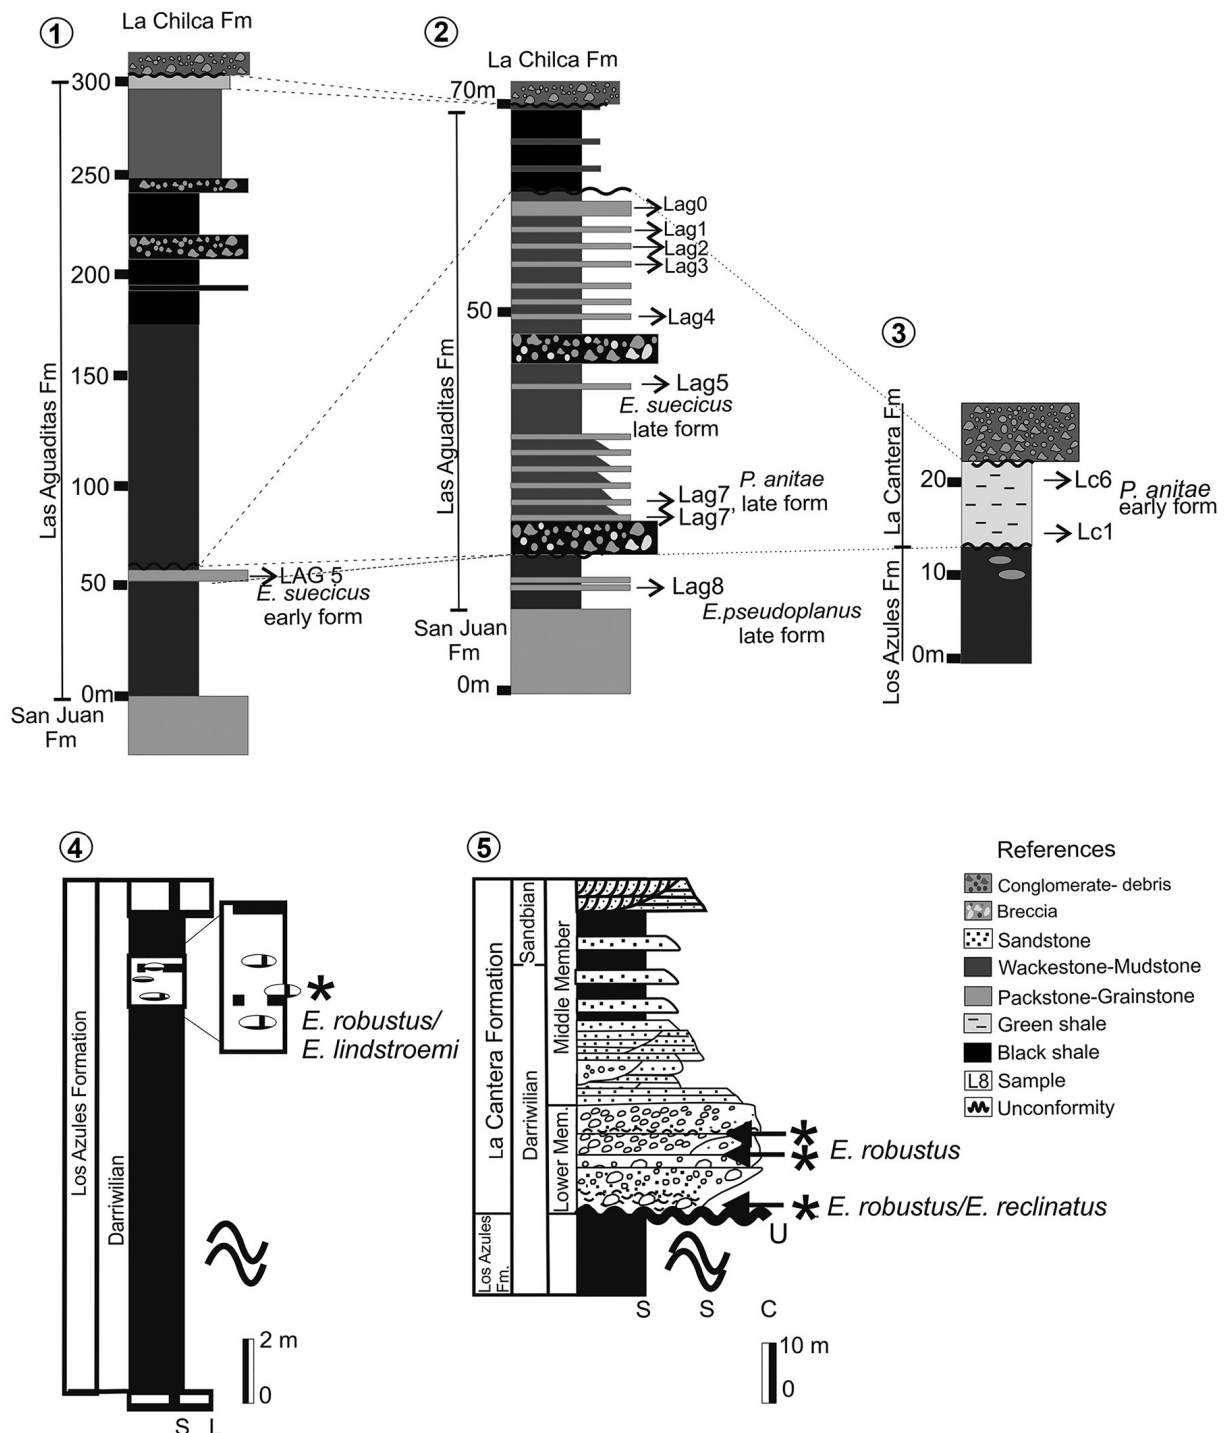 1
La Chilca Fm
300
250
200
150
100
50
0m
Las Aguaditas Fm
San Juan
Fm
LAG 5
E. suecicus
early form
2
La Chilca Fm
70m
50
0m
Las Aguaditas Fm
San Juan
Fm
Lag0
Lag1
Lag2
Lag3
Lag4
Lag5
E. suecicus
late form
Lag7
Lag7'
P. anitae
late form
Lag8
E.pseudoplanus
late form
3
La Cantera Fm
Los Azules Fm
20
10
0m
Lc6
Lc1
P. anitae
early form
4
Los Azules Formation
Darriwilian
*
E. robustus/
E. lindstroemi
2 m
0
S L
5
La Cantera Formation
Los Azules
Fm.
Sandbian
Darriwilian
Middle Member
Lower Mem.
*
* E. robustus
* E. robustus/E. reclinatus
U
S S C
10 m
0
References
Conglomerate- debris
Breccia
Sandstone
Wackestone-Mudstone
Packstone-Grainstone
Green shale
Black shale
L8 Sample
Unconformity